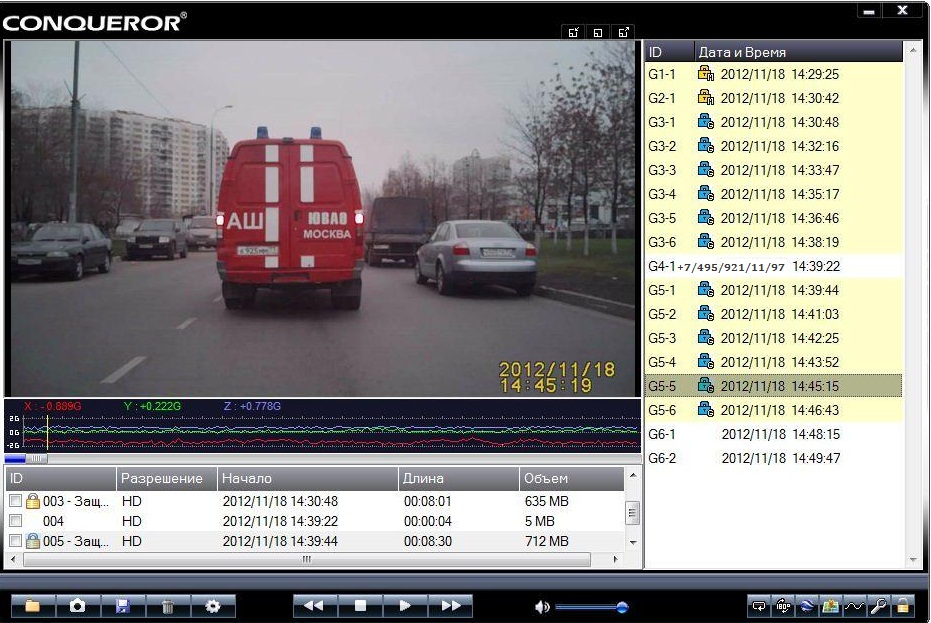 CONQUEROR®
АШ
ЮВАО
МОСКВА
2012/11/18
14:45:19
X : -0.889G Y : +0.222G Z : +0.778G
2G
0G
-2G
ID Разрешение Начало Длина Объем
003 - Защ... HD 2012/11/18 14:30:48 00:08:01 635 MB
004 HD 2012/11/18 14:39:22 00:00:04 5 MB
005 - Защ... HD 2012/11/18 14:39:44 00:08:30 712 MB
ID Дата и Время
G1-1 2012/11/18 14:29:25
G2-1 2012/11/18 14:30:42
G3-1 2012/11/18 14:30:48
G3-2 2012/11/18 14:32:16
G3-3 2012/11/18 14:33:47
G3-4 2012/11/18 14:35:17
G3-5 2012/11/18 14:36:46
G3-6 2012/11/18 14:38:19
G4-1 +7/495/921/11/97 14:39:22
G5-1 2012/11/18 14:39:44
G5-2 2012/11/18 14:41:03
G5-3 2012/11/18 14:42:25
G5-4 2012/11/18 14:43:52
G5-5 2012/11/18 14:45:15
G5-6 2012/11/18 14:46:43
G6-1 2012/11/18 14:48:15
G6-2 2012/11/18 14:49:47
180°